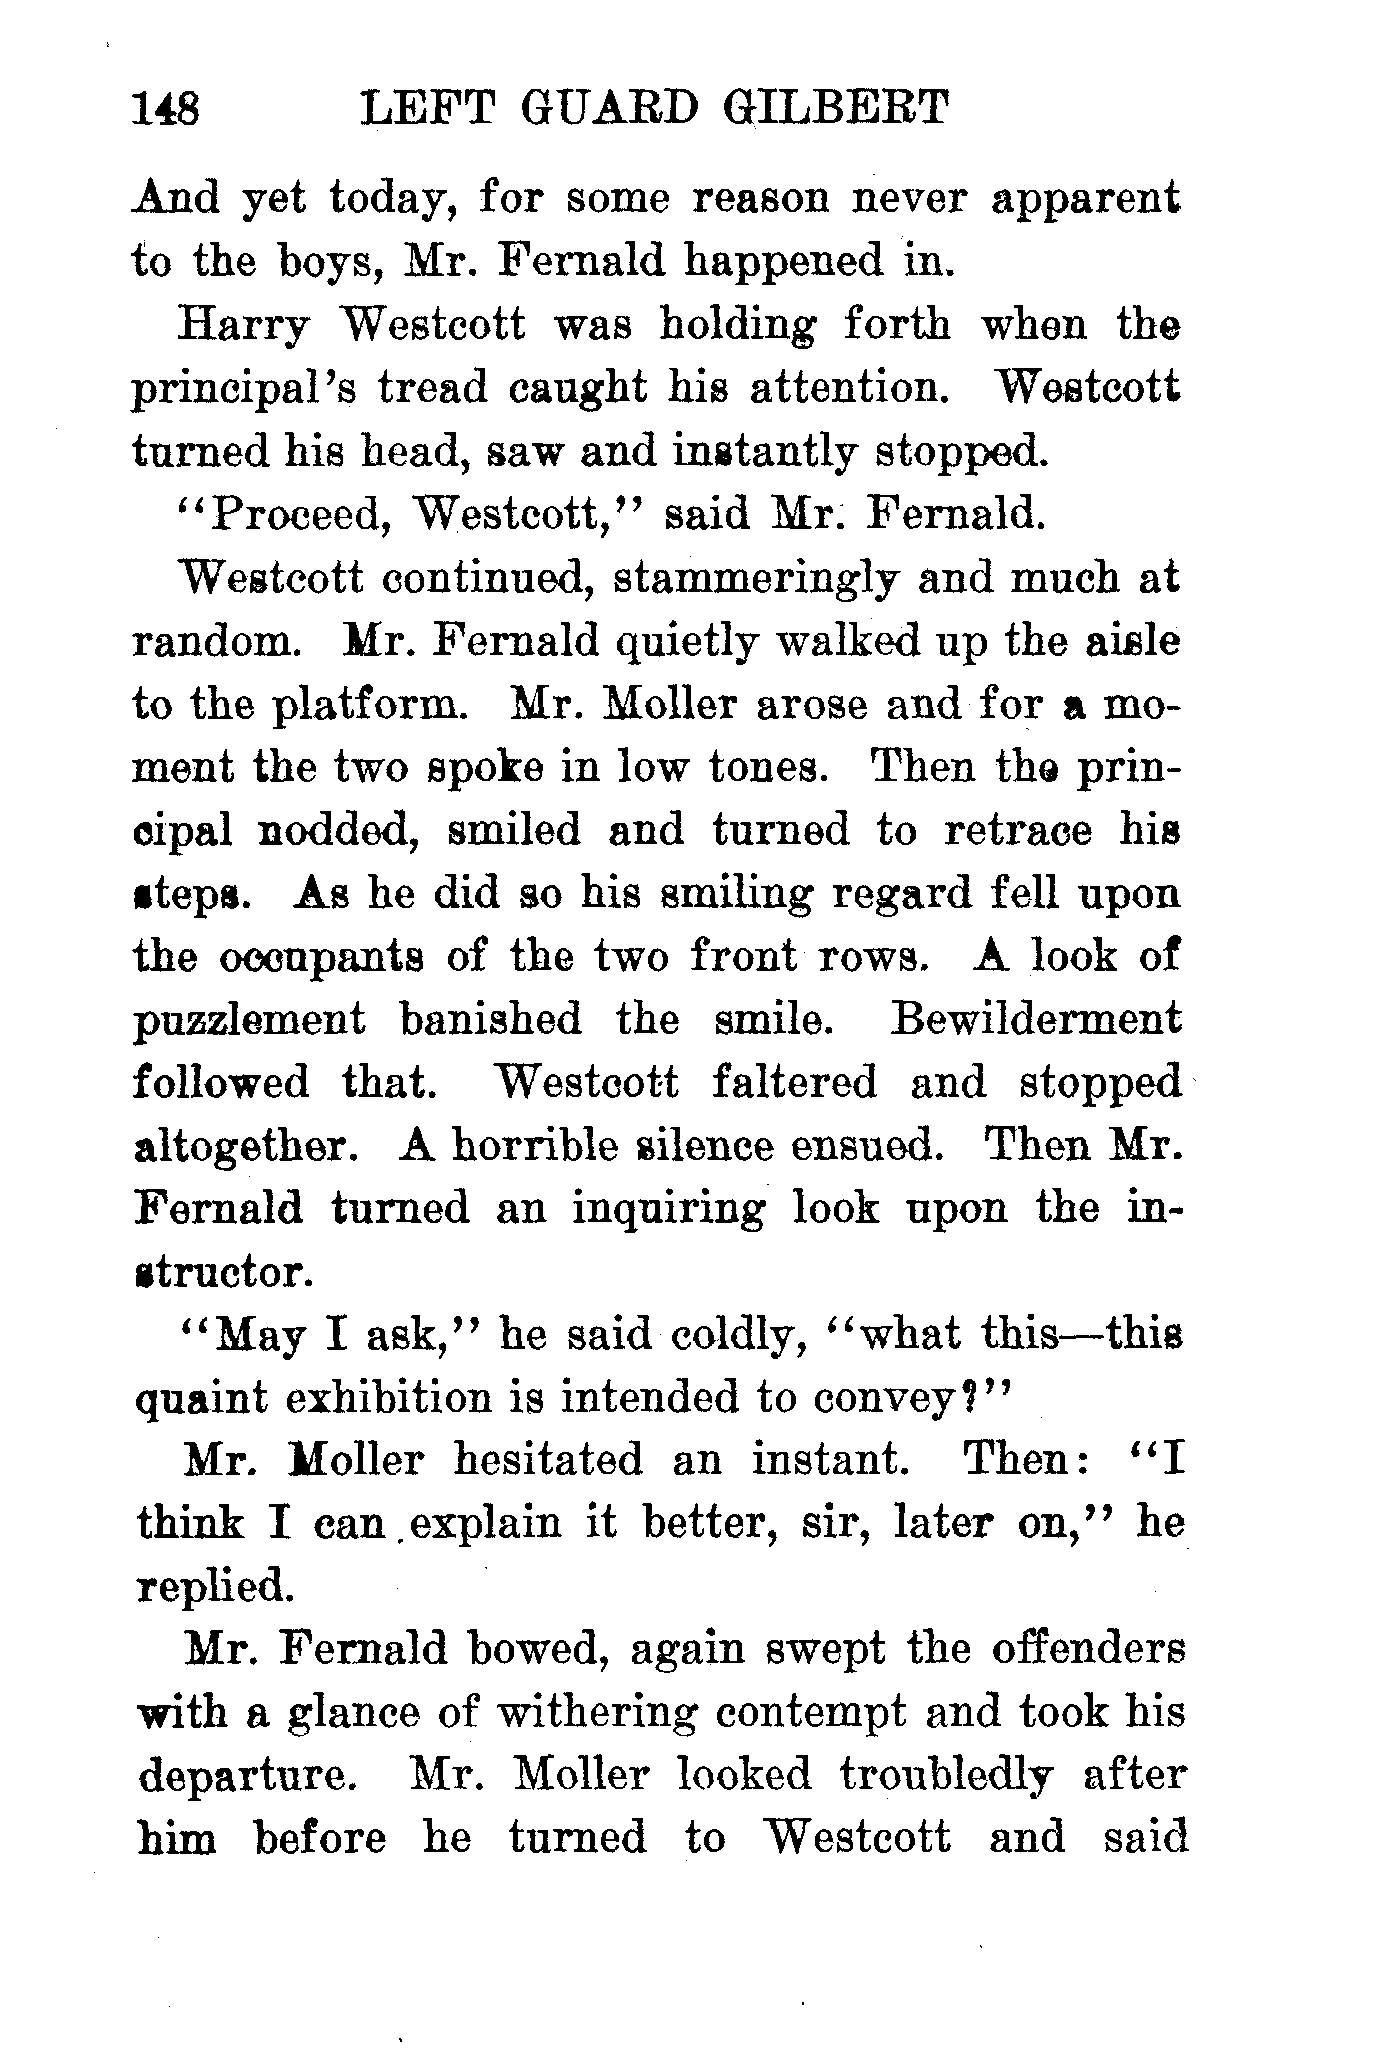 148 LEFT GUARD GILBERT
And yet today, for some reason never apparent
to the boys, Mr. Fernald happened in.
Harry Westcott was holding forth when the
principal's tread caught his attention. Westcott
turned his head, saw and instantly stopped.
"Proceed, Westcott," said Mr. Fernald.
Westcott continued, stammeringly and much at
random. Mr. Fernald quietly walked up the aisle
to the platform. Mr. Moller arose and for a mo-
ment the two spoke in low tones. Then the prin-
cipal nodded, smiled and turned to retrace his
steps. As he did so his smiling regard fell upon
the occupants of the two front rows. A look of
puzzlement banished the smile. Bewilderment
followed that. Westcott faltered and stopped
altogether. A horrible silence ensued. Then Mr.
Fernald turned an inquiring look upon the in-
structor.
"May I ask," he said coldly, "what this—this
quaint exhibition is intended to convey?"
Mr. Moller hesitated an instant. Then: "I
think I can explain it better, sir, later on," he
replied.
Mr. Fernald bowed, again swept the offenders
with a glance of withering contempt and took his
departure. Mr. Moller looked troubledly after
him before he turned to Westcott and said